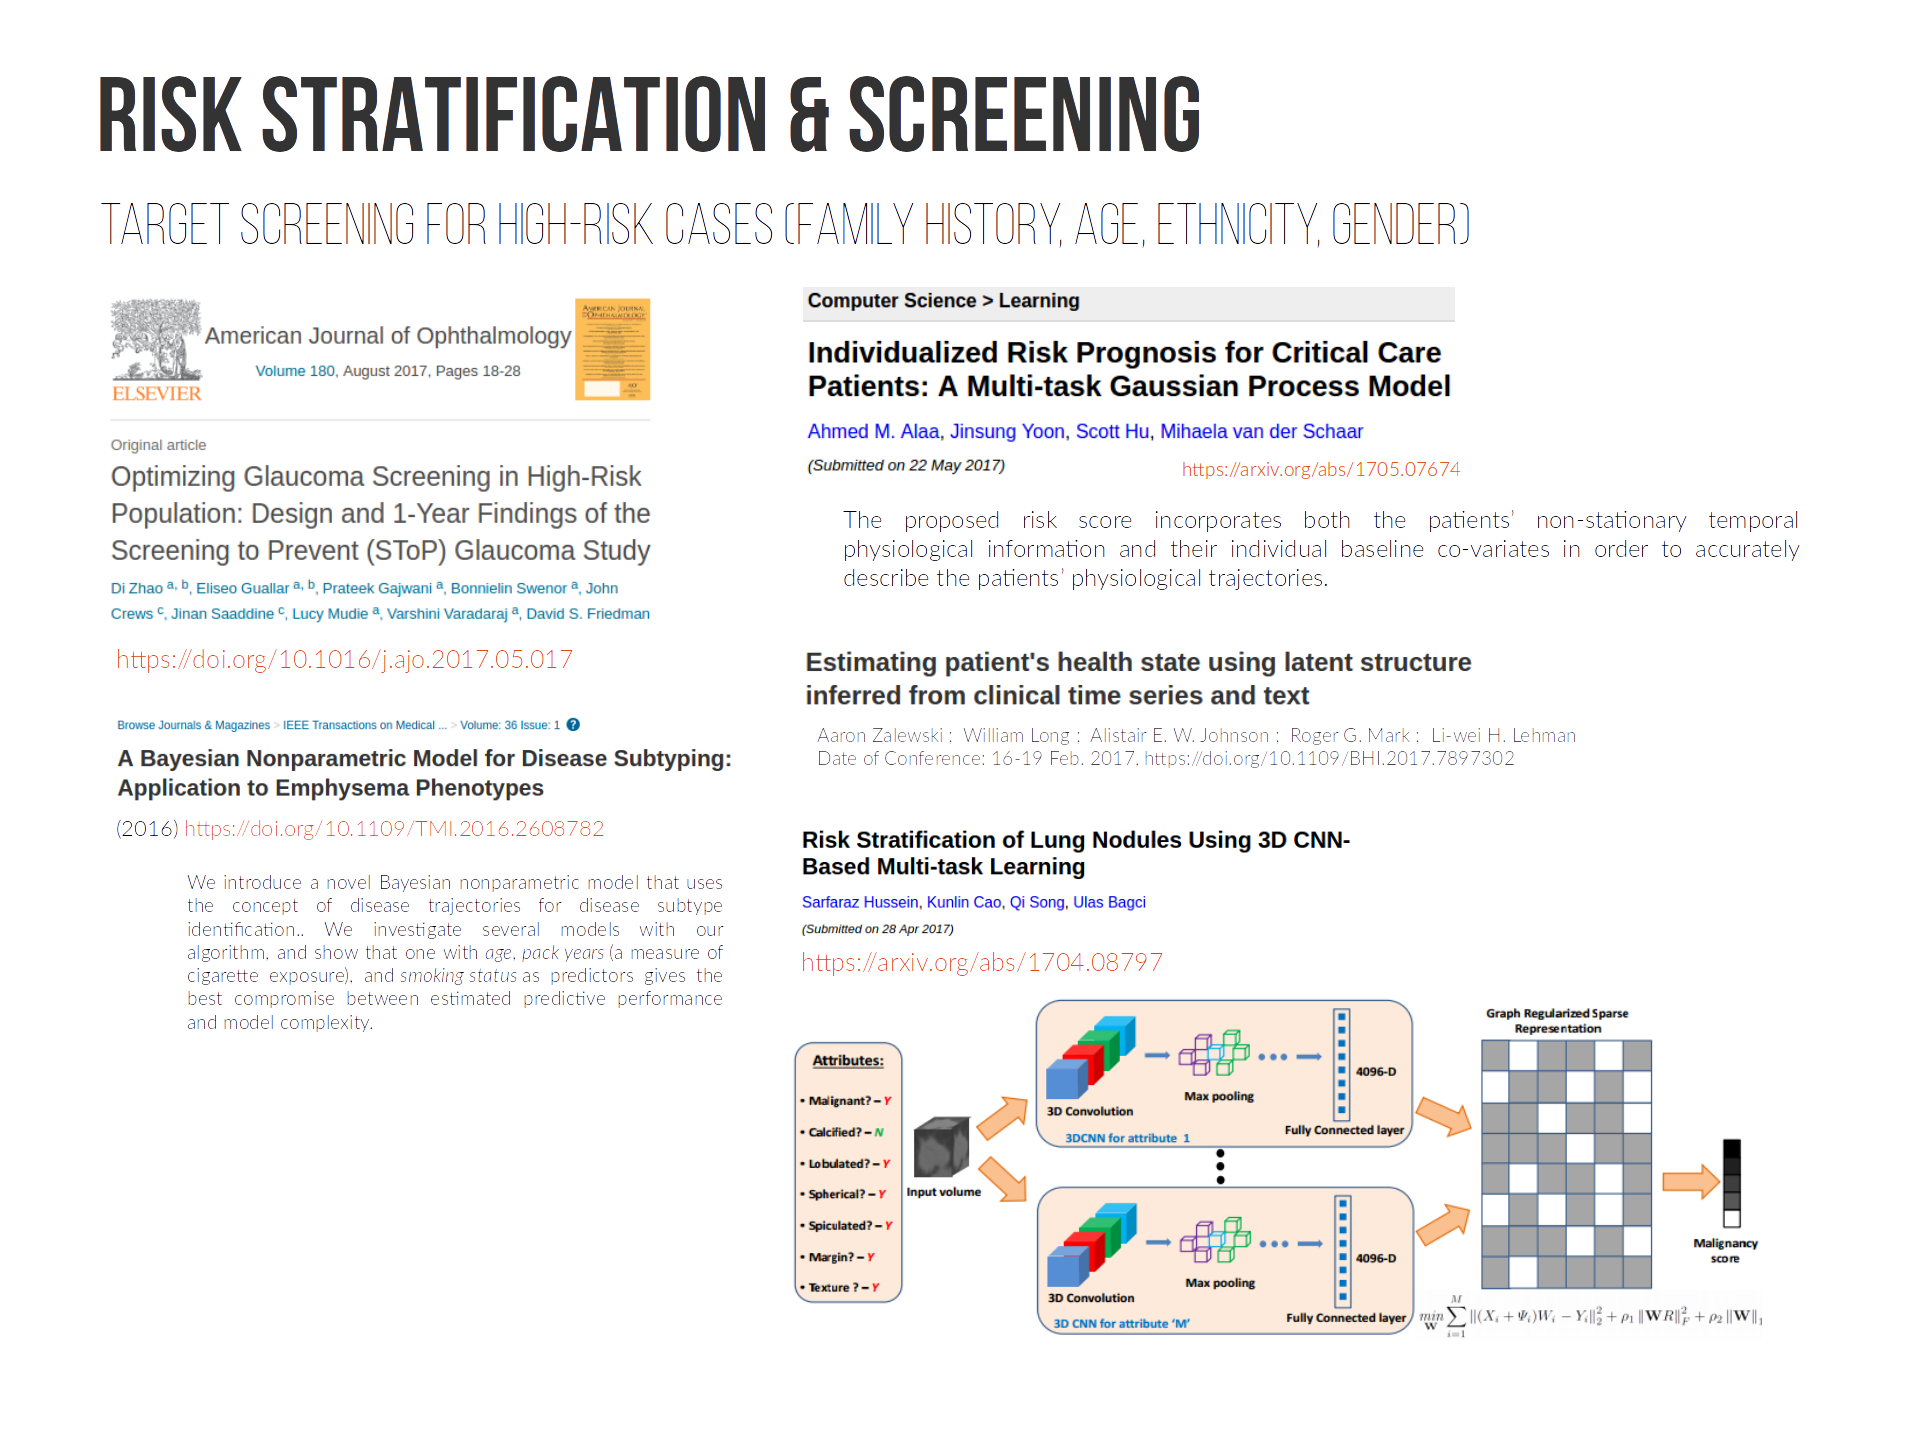 RISK STRATIFICATION & SCREENING
TARGET SCREENING FOR HIGH-RISK CASES (FAMILY HISTORY, AGE, ETHNICITY, GENDER)
ELSEVIER
American Journal of Ophthalmology
Volume 180, August 2017, Pages 18-28
AMERICAN JOURNAL
OF OPHTHALMOLOGY
Original article
Optimizing Glaucoma Screening in High-Risk
Population: Design and 1-Year Findings of the
Screening to Prevent (SToP) Glaucoma Study
Di Zhao a, b, Eliseo Guallar a, b, Prateek Gajwani a, Bonnielin Swenor a, John
Crews c, Jinan Saaddine c, Lucy Mudie a, Varshini Varadaraj a, David S. Friedman
https://doi.org/10.1016/j.ajo.2017.05.017
Browse Journals & Magazines > IEEE Transactions on Medical ... > Volume: 36 Issue: 1 ?
A Bayesian Nonparametric Model for Disease Subtyping:
Application to Emphysema Phenotypes
(2016) https://doi.org/10.1109/TMI.2016.2608782
We introduce a novel Bayesian nonparametric model that uses
the concept of disease trajectories for disease subtype
identification.. We investigate several models with our
algorithm, and show that one with age, pack years (a measure of
cigarette exposure), and smoking status as predictors gives the
best compromise between estimated predictive performance
and model complexity.
Computer Science > Learning
Individualized Risk Prognosis for Critical Care
Patients: A Multi-task Gaussian Process Model
Ahmed M. Alaa, Jinsung Yoon, Scott Hu, Mihaela van der Schaar
(Submitted on 22 May 2017)
https://arxiv.org/abs/1705.07674
The proposed risk score incorporates both the patients' non-stationary temporal
physiological information and their individual baseline co-variates in order to accurately
describe the patients' physiological trajectories.
Estimating patient's health state using latent structure
inferred from clinical time series and text
Aaron Zalewski ; William Long ; Alistair E. W. Johnson ; Roger G. Mark ; Li-wei H. Lehman
Date of Conference: 16-19 Feb. 2017, https://doi.org/10.1109/BHI.2017.7897302
Risk Stratification of Lung Nodules Using 3D CNN-
Based Multi-task Learning
Sarfaraz Hussein, Kunlin Cao, Qi Song, Ulas Bagci
(Submitted on 28 Apr 2017)
https://arxiv.org/abs/1704.08797
Attributes:
• Malignant? – Y
• Calcified? – N
• Lobulated? – Y
• Spherical? – Y
• Spiculated? – Y
• Margin? – Y
• Texture ? – Y
Input volume
3D Convolution
Max pooling
4096-D
Fully Connected layer
3DCNN for attribute 1
3D Convolution
Max pooling
4096-D
Fully Connected layer
3D CNN for attribute ‘M’
Graph Regularized Sparse
Representation
Malignancy
score
min_W ∑_{i=1}^{M} ||(X_i + Ψ_i)W_i − Y_i||_2^2 + ρ_1 ||WR||_F^2 + ρ_2 ||W||_1